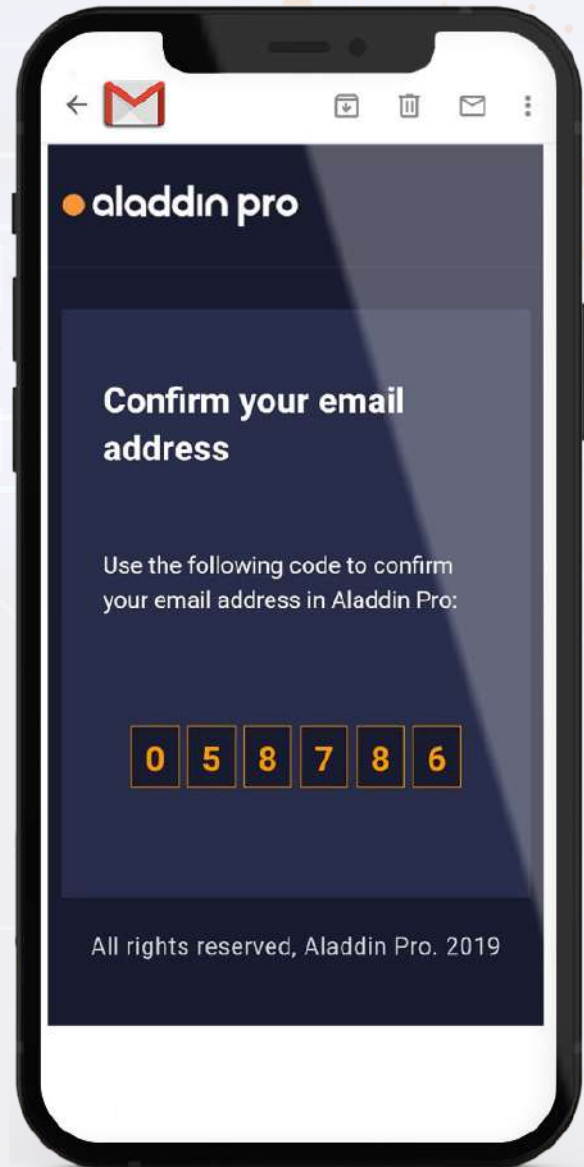 aladdin pro
Confirm your email
address
Use the following code to confirm
your email address in Aladdin Pro:
0 5 8 7 8 6
All rights reserved, Aladdin Pro. 2019